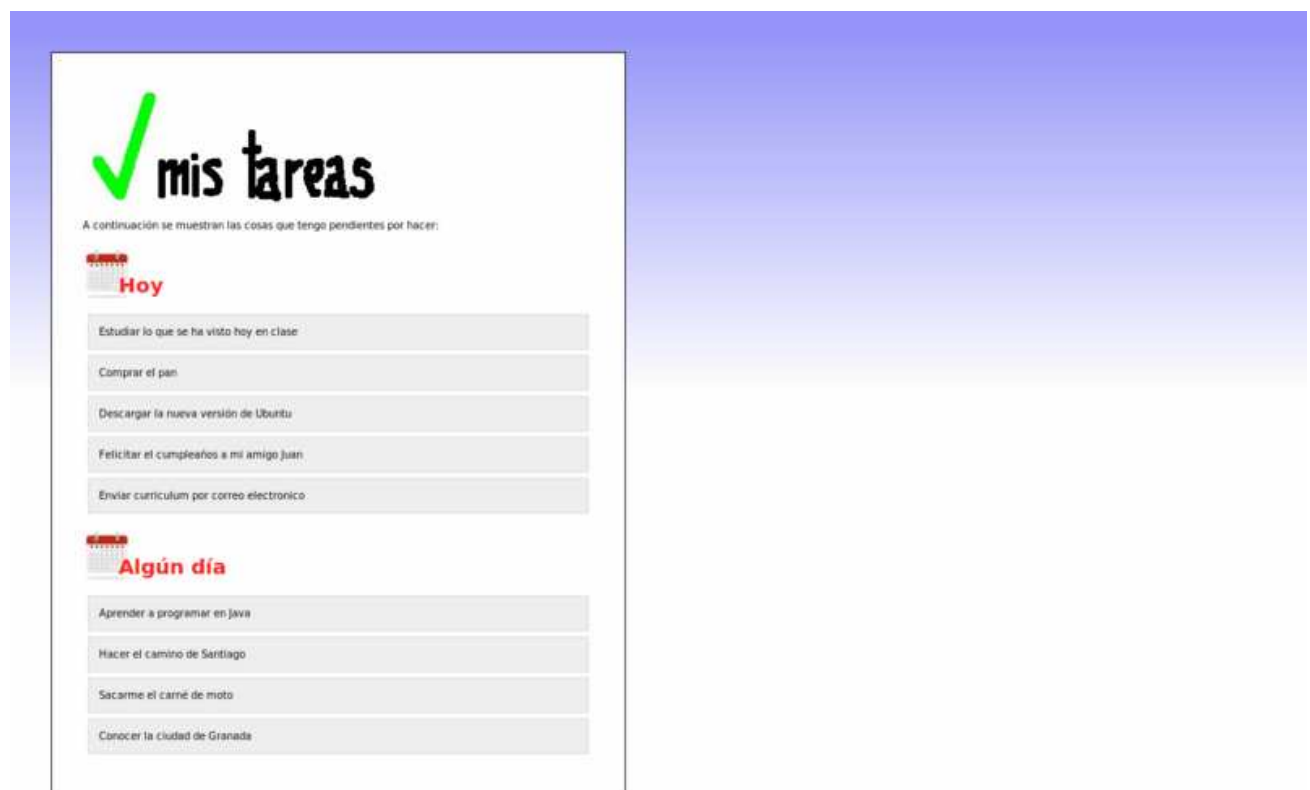 mis tareas
A continuación se muestran las cosas que tengo pendientes por hacer:
Hoy
Estudiar lo que se ha visto hoy en clase
Comprar el pan
Descargar la nueva versión de Ubuntu
Felicitar el cumpleaños a mi amigo Juan
Enviar curriculum por correo electronico
Algún día
Aprender a programar en Java
Hacer el camino de Santiago
Sacarme el carné de moto
Conocer la ciudad de Granada